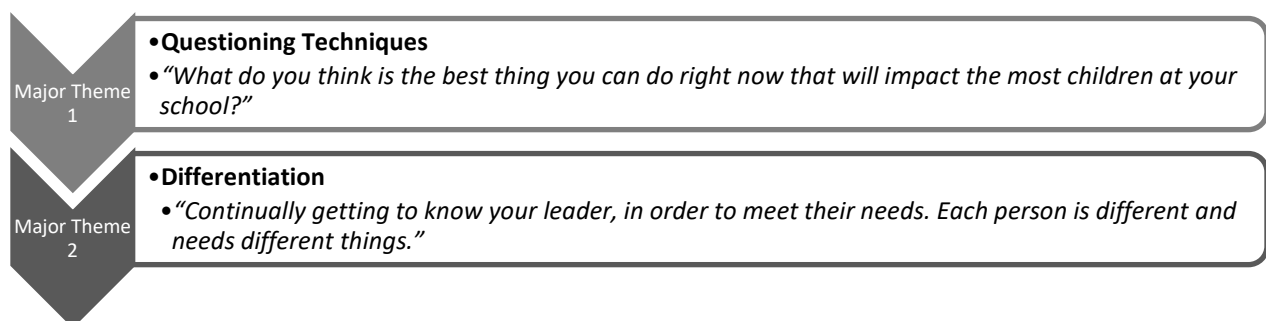 •Questioning Techniques
•“What do you think is the best thing you can do right now that will impact the most children at your
school?”
Major Theme
1
•Differentiation
•“Continually getting to know your leader, in order to meet their needs. Each person is different and
needs different things.”
Major Theme
2